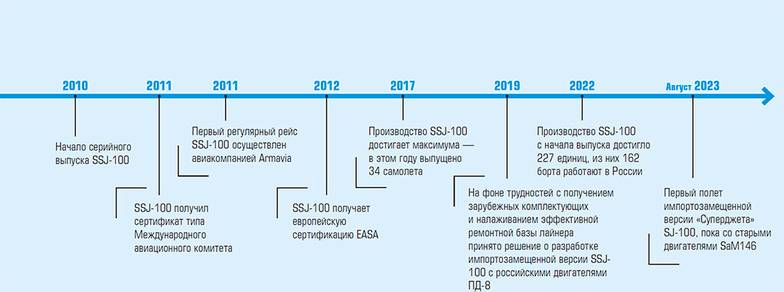 2010
2011
2011
2012
2017
2019
2022
Август 2023
Начало серийного
выпуска SSJ-100
SSJ-100 получил
сертификат типа
Международного
авиационного комитета
Первый регулярный рейс
SSJ-100 осуществлен
авиакомпанией Armavia
SSJ-100 получает
европейскую
сертификацию EASA
Производство SSJ-100
достигает максимума —
в этом году выпущено
34 самолета
На фоне трудностей с получением
зарубежных комплектующих
и налаживанием эффективной
ремонтной базы лайнера
принято решение о разработке
импортозамещенной версии SSJ-
100 с российскими двигателями
ПД-8
Производство SSJ-100
с начала выпуска достигло
227 единиц, из них 162
борта работают в России
Первый полет
импортозамещенной
версии «Суперджета»
SJ-100, пока со старыми
двигателями SaM146